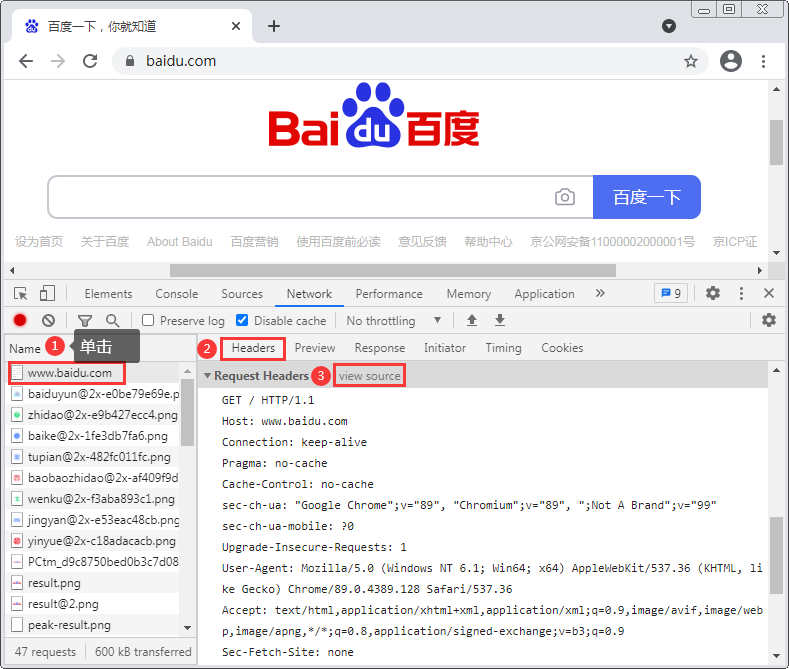 百度一下，你就知道
baidu.com
Bai du 百度
百度一下
设为首页 关于百度 About Baidu 百度营销 使用百度前必读 意见反馈 帮助中心 京公网安备11000002000001号 京ICP证
Elements Console Sources Network Performance Memory Application 9
Preserve log Disable cache No throttling
Name 1 单击
2 Headers Preview Response Initiator Timing Cookies
www.baidu.com
baiduyun@2x-e0be79e69e.p
zhidao@2x-e9b427ecc4.png
baike@2x-1fe3db7fa6.png
tupian@2x-482fc011fc.png
baobaozhidao@2x-af409f9d
wenku@2x-f3aba893c1.png
jingyan@2x-e53eac48cb.png
yinyue@2x-c18adacacb.png
PCtm_d9c8750bed0b3c7d08
result.png
result@2.png
peak-result.png
47 requests 600 kB transferred
Request Headers 3 view source
GET / HTTP/1.1
Host: www.baidu.com
Connection: keep-alive
Pragma: no-cache
Cache-Control: no-cache
sec-ch-ua: "Google Chrome";v="89", "Chromium";v="89", ";Not A Brand";v="99"
sec-ch-ua-mobile: ?0
Upgrade-Insecure-Requests: 1
User-Agent: Mozilla/5.0 (Windows NT 6.1; Win64; x64) AppleWebKit/537.36 (KHTML, li
ke Gecko) Chrome/89.0.4389.128 Safari/537.36
Accept: text/html,application/xhtml+xml,application/xml;q=0.9,image/avif,image/web
p,image/apng,*/*;q=0.8,application/signed-exchange;v=b3;q=0.9
Sec-Fetch-Site: none